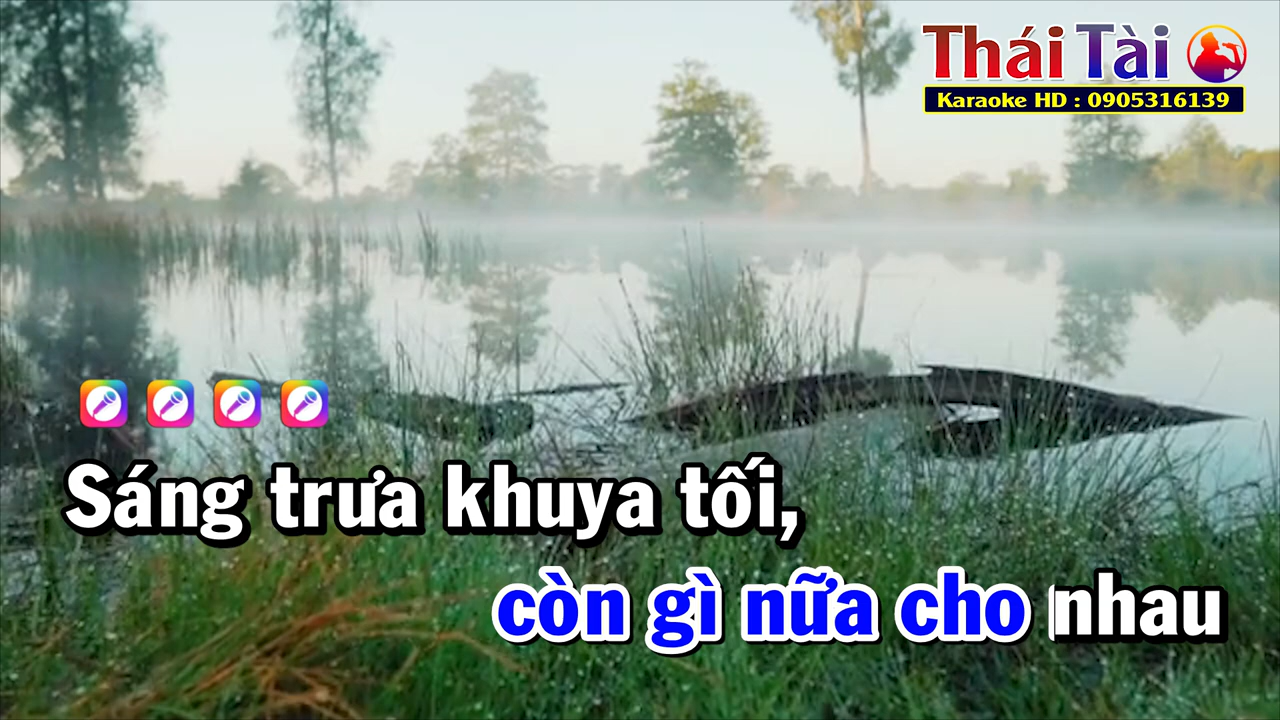 Thái Tài
Karaoke HD : 0905316139
Sáng trưa khuya tối,
còn gì nữa cho nhau